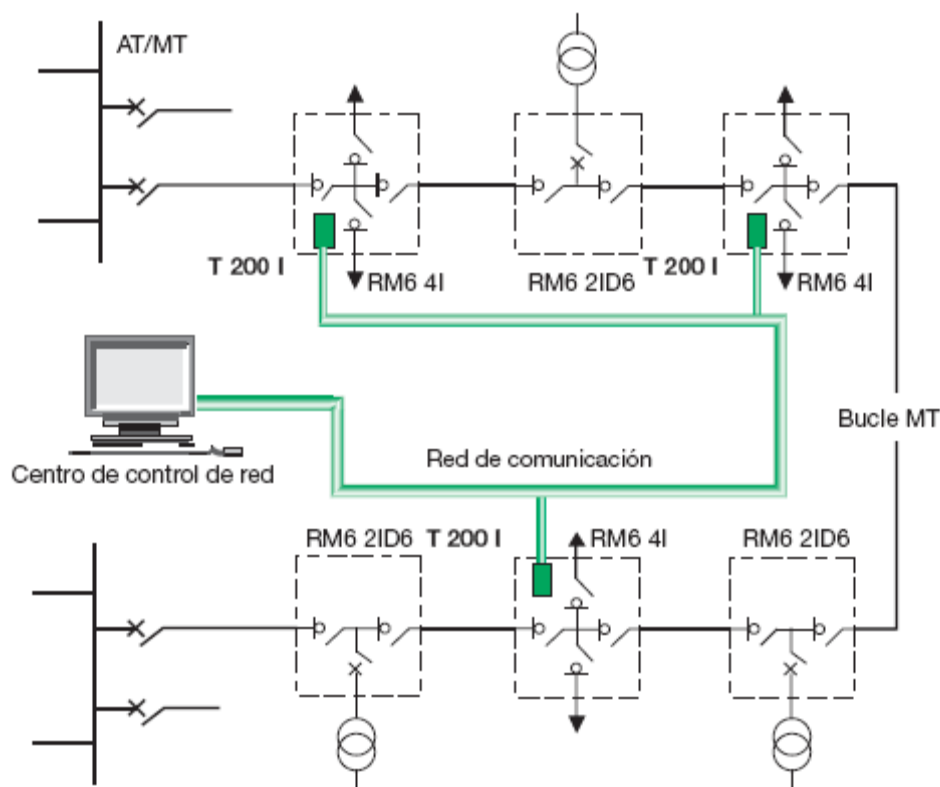 AT/MT
T 200 I
RM6 4I
RM6 2ID6
T 200 I
RM6 4I
Bucle MT
Centro de control de red
Red de comunicación
RM6 2ID6
T 200 I
RM6 4I
RM6 2ID6